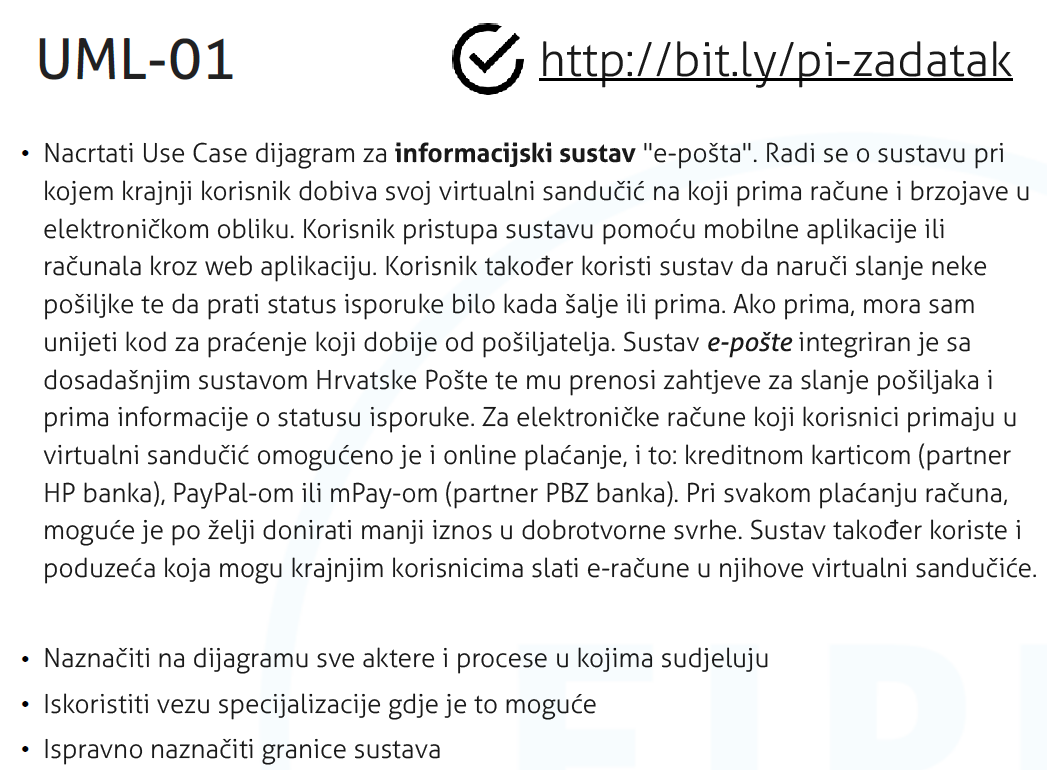 UML-01
http://bit.ly/pi-zadatak
• Nacrtati Use Case dijagram za informacijski sustav "e-pošta". Radi se o sustavu pri
kojem krajnji korisnik dobiva svoj virtualni sandučić na koji prima račune i brzojave u
elektroničkom obliku. Korisnik pristupa sustavu pomoću mobilne aplikacije ili
računala kroz web aplikaciju. Korisnik također koristi sustav da naruči slanje neke
pošiljke te da prati status isporuke bilo kada šalje ili prima. Ako prima, mora sam
unijeti kod za praćenje koji dobije od pošiljatelja. Sustav e-pošte integriran je sa
dosadašnjim sustavom Hrvatske Pošte te mu prenosi zahtjeve za slanje pošiljaka i
prima informacije o statusu isporuke. Za elektroničke račune koji korisnici primaju u
virtualni sandučić omogućeno je i online plaćanje, i to: kreditnom karticom (partner
HP banka), PayPal-om ili mPay-om (partner PBZ banka). Pri svakom plaćanju računa,
moguće je po želji donirati manji iznos u dobrotvorne svrhe. Sustav također koriste i
poduzeća koja mogu krajnjim korisnicima slati e-račune u njihove virtualni sandučiće.
• Naznačiti na dijagramu sve aktere i procese u kojima sudjeluju
• Iskoristiti vezu specijalizacije gdje je to moguće
• Ispravno naznačiti granice sustava